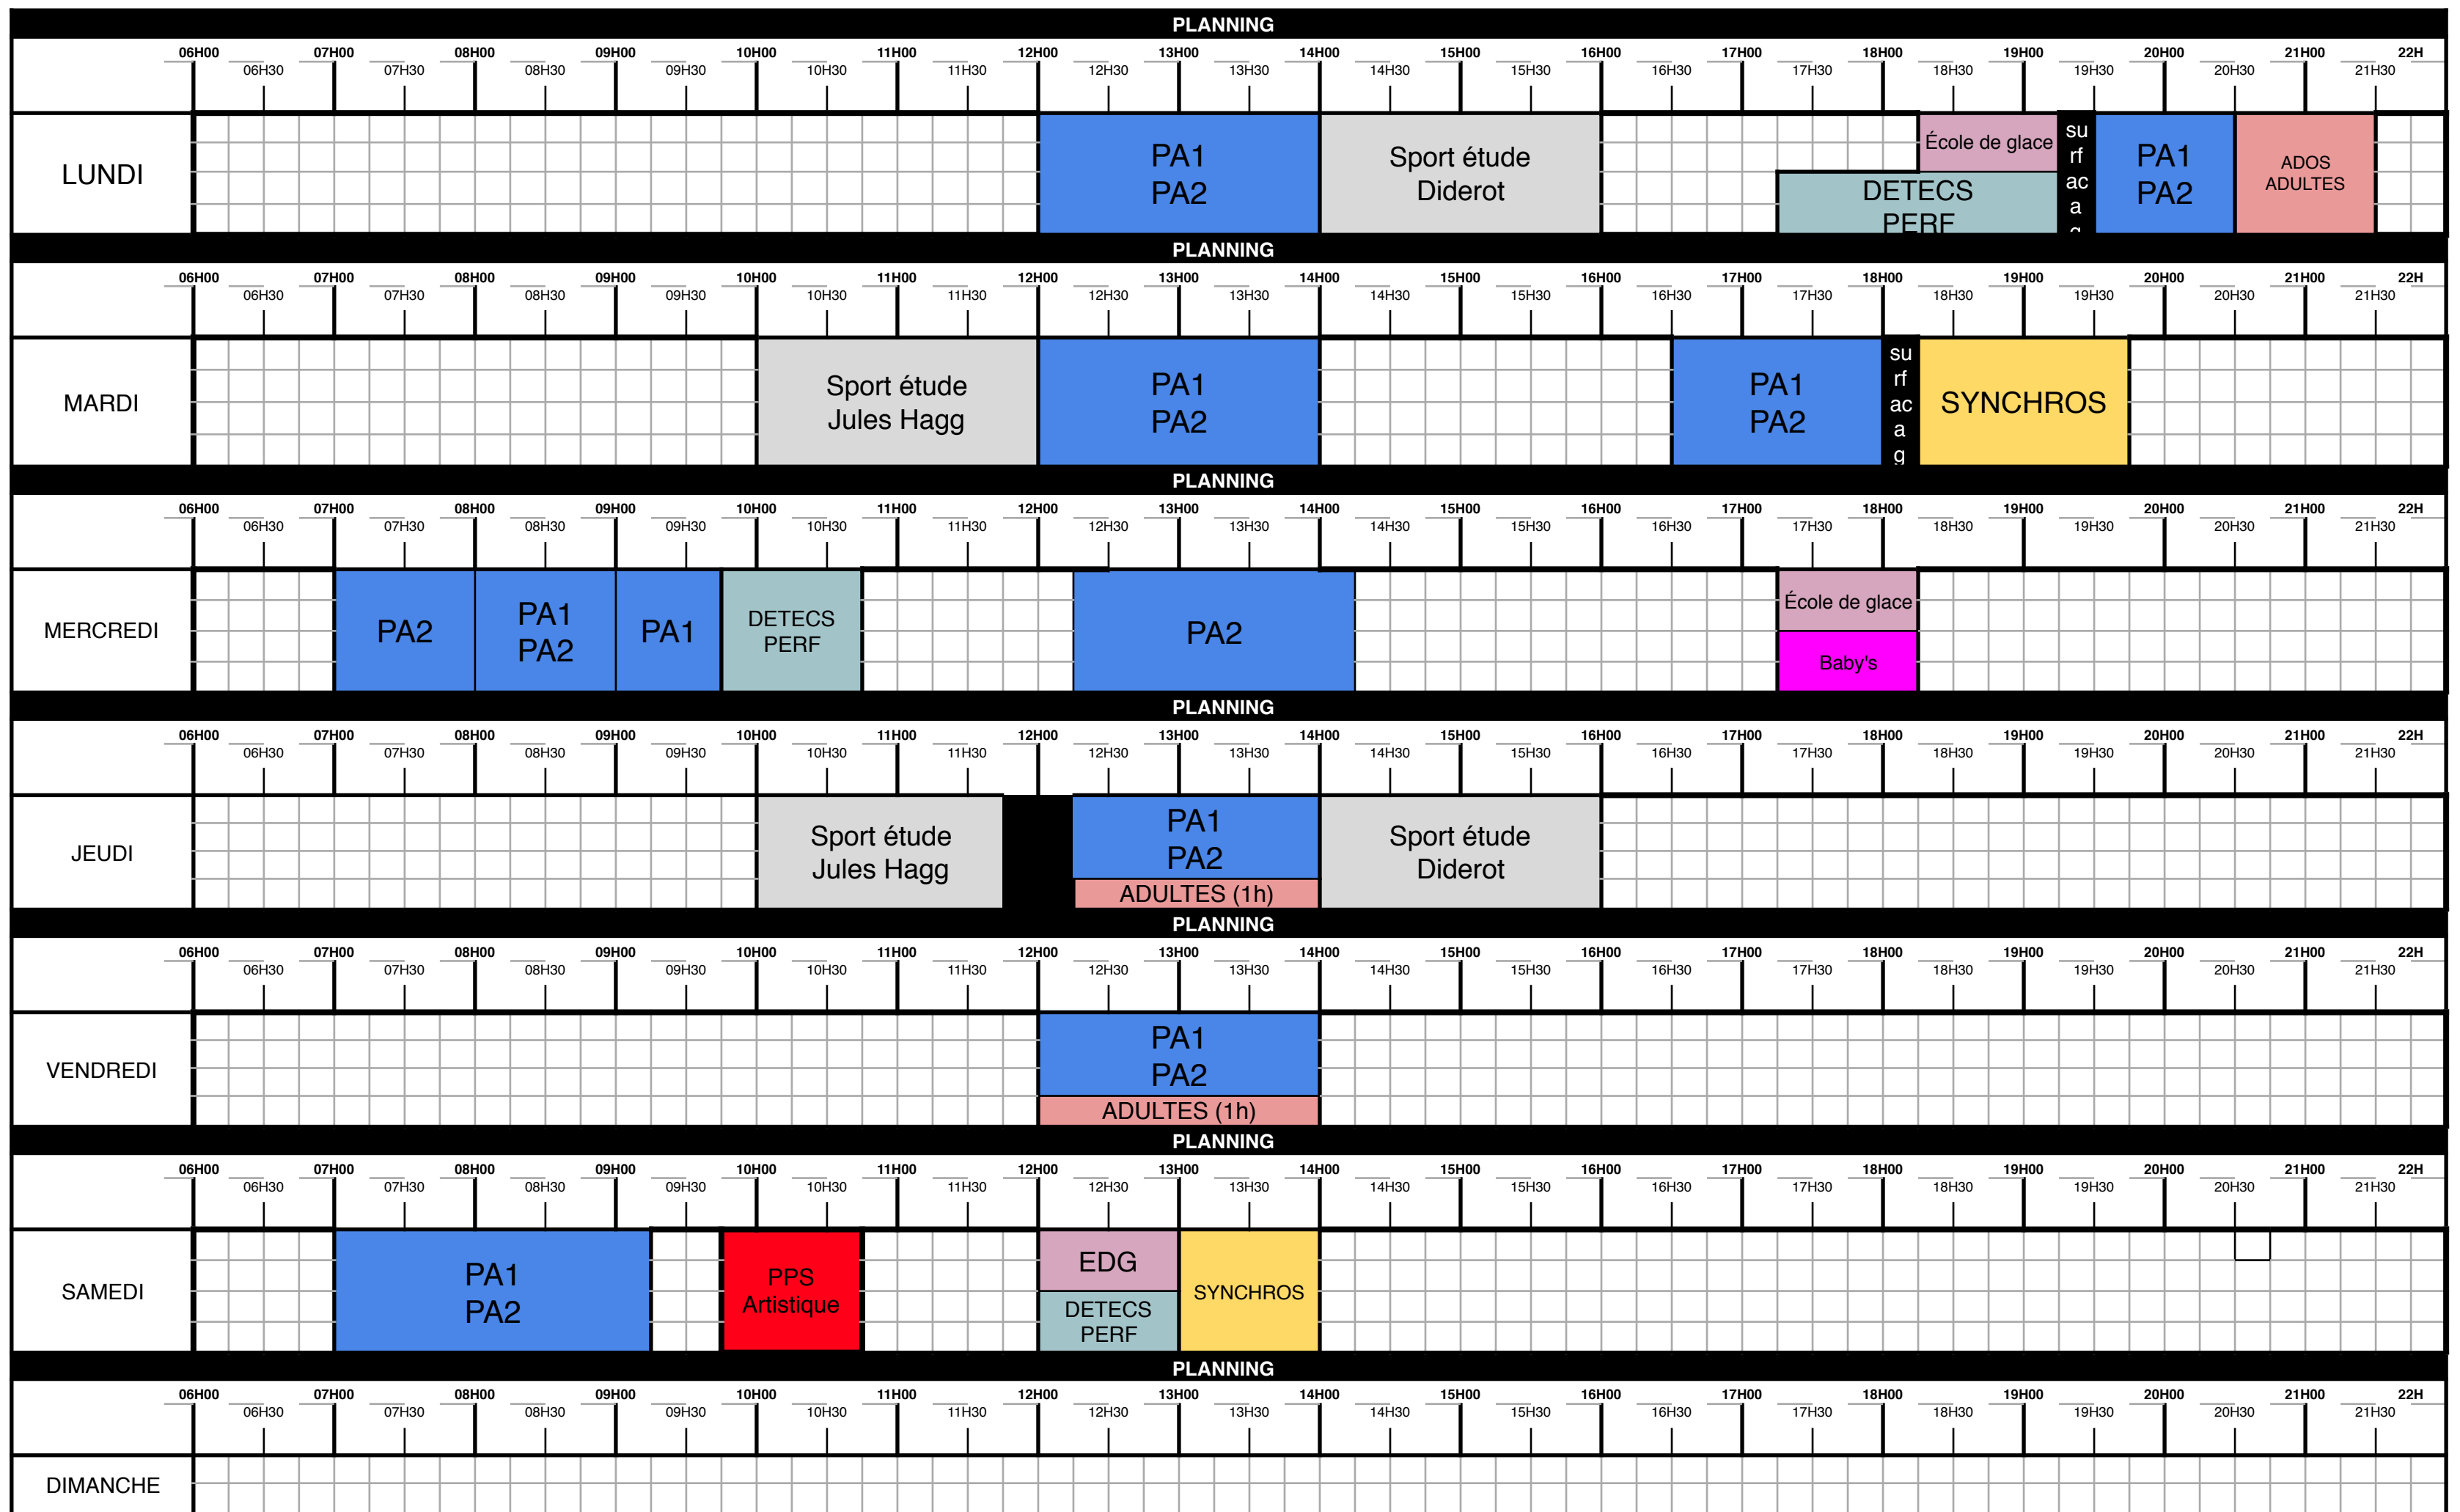 PLANNING
06H00 07H00 08H00 09H00 10H00 11H00 12H00 13H00 14H00 15H00 16H00 17H00 18H00 19H00 20H00 21H00 22H
06H30 07H30 08H30 09H30 10H30 11H30 12H30 13H30 14H30 15H30 16H30 17H30 18H30 19H30 20H30 21H30
LUNDI
PA1
PA2
Sport étude
Diderot
École de glace
DETECS
PERF
su
rf
ac
a
g
PA1
PA2
ADOS
ADULTES
PLANNING
06H00 07H00 08H00 09H00 10H00 11H00 12H00 13H00 14H00 15H00 16H00 17H00 18H00 19H00 20H00 21H00 22H
06H30 07H30 08H30 09H30 10H30 11H30 12H30 13H30 14H30 15H30 16H30 17H30 18H30 19H30 20H30 21H30
MARDI
Sport étude
Jules Hagg
PA1
PA2
PA1
PA2
su
rf
ac
a
g
SYNCHROS
PLANNING
06H00 07H00 08H00 09H00 10H00 11H00 12H00 13H00 14H00 15H00 16H00 17H00 18H00 19H00 20H00 21H00 22H
06H30 07H30 08H30 09H30 10H30 11H30 12H30 13H30 14H30 15H30 16H30 17H30 18H30 19H30 20H30 21H30
MERCREDI
PA2
PA1
PA2
PA1
DETECS
PERF
PA2
École de glace
Baby's
PLANNING
06H00 07H00 08H00 09H00 10H00 11H00 12H00 13H00 14H00 15H00 16H00 17H00 18H00 19H00 20H00 21H00 22H
06H30 07H30 08H30 09H30 10H30 11H30 12H30 13H30 14H30 15H30 16H30 17H30 18H30 19H30 20H30 21H30
JEUDI
Sport étude
Jules Hagg
PA1
PA2
ADULTES (1h)
Sport étude
Diderot
PLANNING
06H00 07H00 08H00 09H00 10H00 11H00 12H00 13H00 14H00 15H00 16H00 17H00 18H00 19H00 20H00 21H00 22H
06H30 07H30 08H30 09H30 10H30 11H30 12H30 13H30 14H30 15H30 16H30 17H30 18H30 19H30 20H30 21H30
VENDREDI
PA1
PA2
ADULTES (1h)
PLANNING
06H00 07H00 08H00 09H00 10H00 11H00 12H00 13H00 14H00 15H00 16H00 17H00 18H00 19H00 20H00 21H00 22H
06H30 07H30 08H30 09H30 10H30 11H30 12H30 13H30 14H30 15H30 16H30 17H30 18H30 19H30 20H30 21H30
SAMEDI
PA1
PA2
PPS
Artistique
EDG
DETECS
PERF
SYNCHROS
PLANNING
06H00 07H00 08H00 09H00 10H00 11H00 12H00 13H00 14H00 15H00 16H00 17H00 18H00 19H00 20H00 21H00 22H
06H30 07H30 08H30 09H30 10H30 11H30 12H30 13H30 14H30 15H30 16H30 17H30 18H30 19H30 20H30 21H30
DIMANCHE